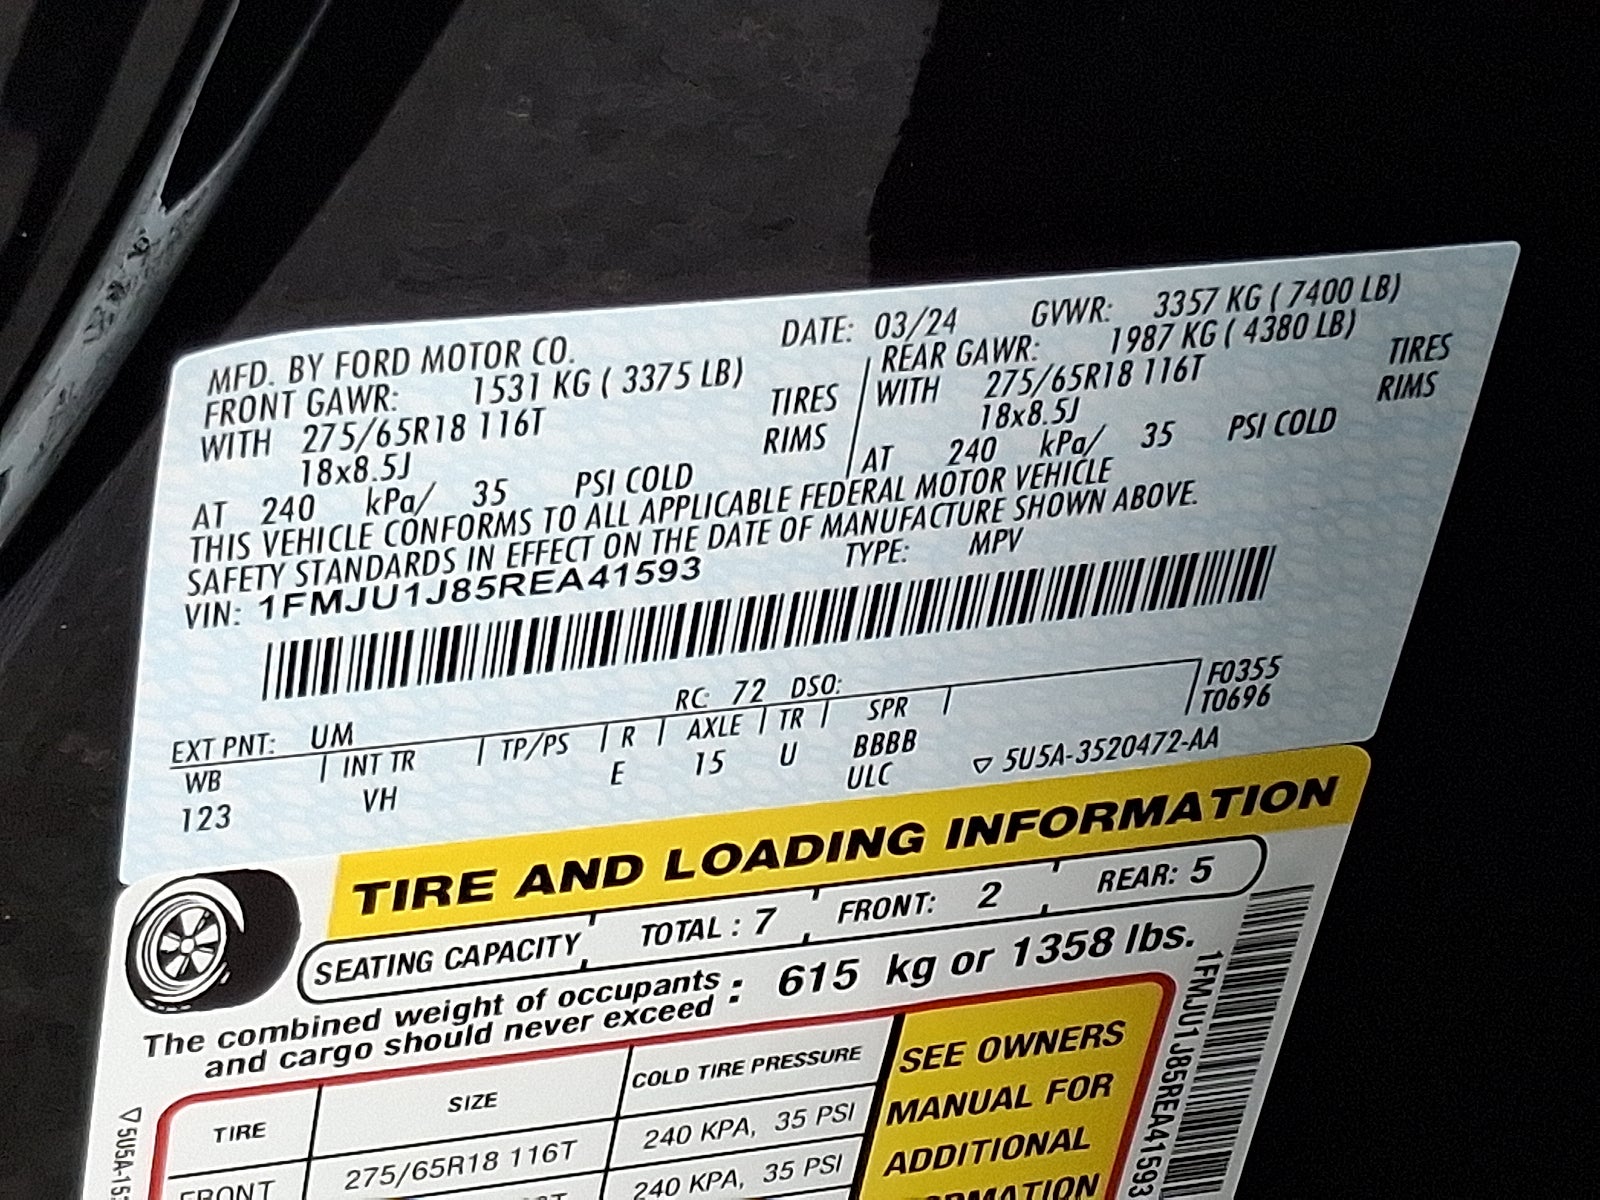 MFD. BY FORD MOTOR CO. DATE: 03/24 GVWR: 3357 KG ( 7400 LB)
FRONT GAWR: 1531 KG ( 3375 LB) REAR GAWR: 1987 KG ( 4380 LB)
WITH 275/65R18 116T TIRES WITH 275/65R18 116T TIRES
18x8.5J RIMS 18x8.5J RIMS
AT 240 kPa/ 35 PSI COLD AT 240 kPa/ 35 PSI COLD
THIS VEHICLE CONFORMS TO ALL APPLICABLE FEDERAL MOTOR VEHICLE
SAFETY STANDARDS IN EFFECT ON THE DATE OF MANUFACTURE SHOWN ABOVE.
VIN: 1FMJU1J85REA41593 TYPE: MPV
EXT PNT: UM RC: 72 DSO: F0355
WB INT TR TP/PS R AXLE TR SPR T0696
123 VH E 15 U BBBB
ULC 5U5A-3520472-AA
TIRE AND LOADING INFORMATION
SEATING CAPACITY TOTAL : 7 FRONT: 2 REAR: 5
The combined weight of occupants
and cargo should never exceed : 615 kg or 1358 lbs.
TIRE SIZE COLD TIRE PRESSURE
FRONT 275/65R18 116T 240 KPA, 35 PSI
240 KPA, 35 PSI
SEE OWNERS
MANUAL FOR
ADDITIONAL
1FMJU1J85REA41593